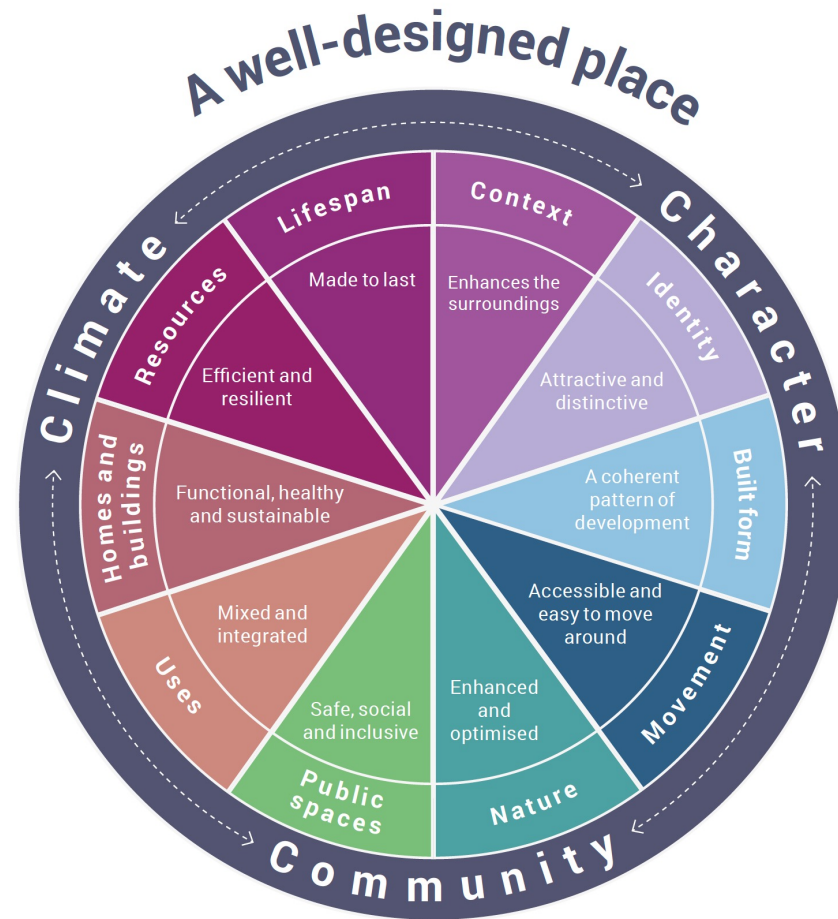 A well-designed place
Climate
Character
Community
Context
Enhances the
surroundings
Identity
Attractive and
distinctive
Built form
A coherent
pattern of
development
Movement
Accessible and
easy to move
around
Nature
Enhanced
and
optimised
Public
spaces
Safe, social
and inclusive
Uses
Mixed and
integrated
Homes and
buildings
Functional, healthy
and sustainable
Resources
Efficient and
resilient
Lifespan
Made to last